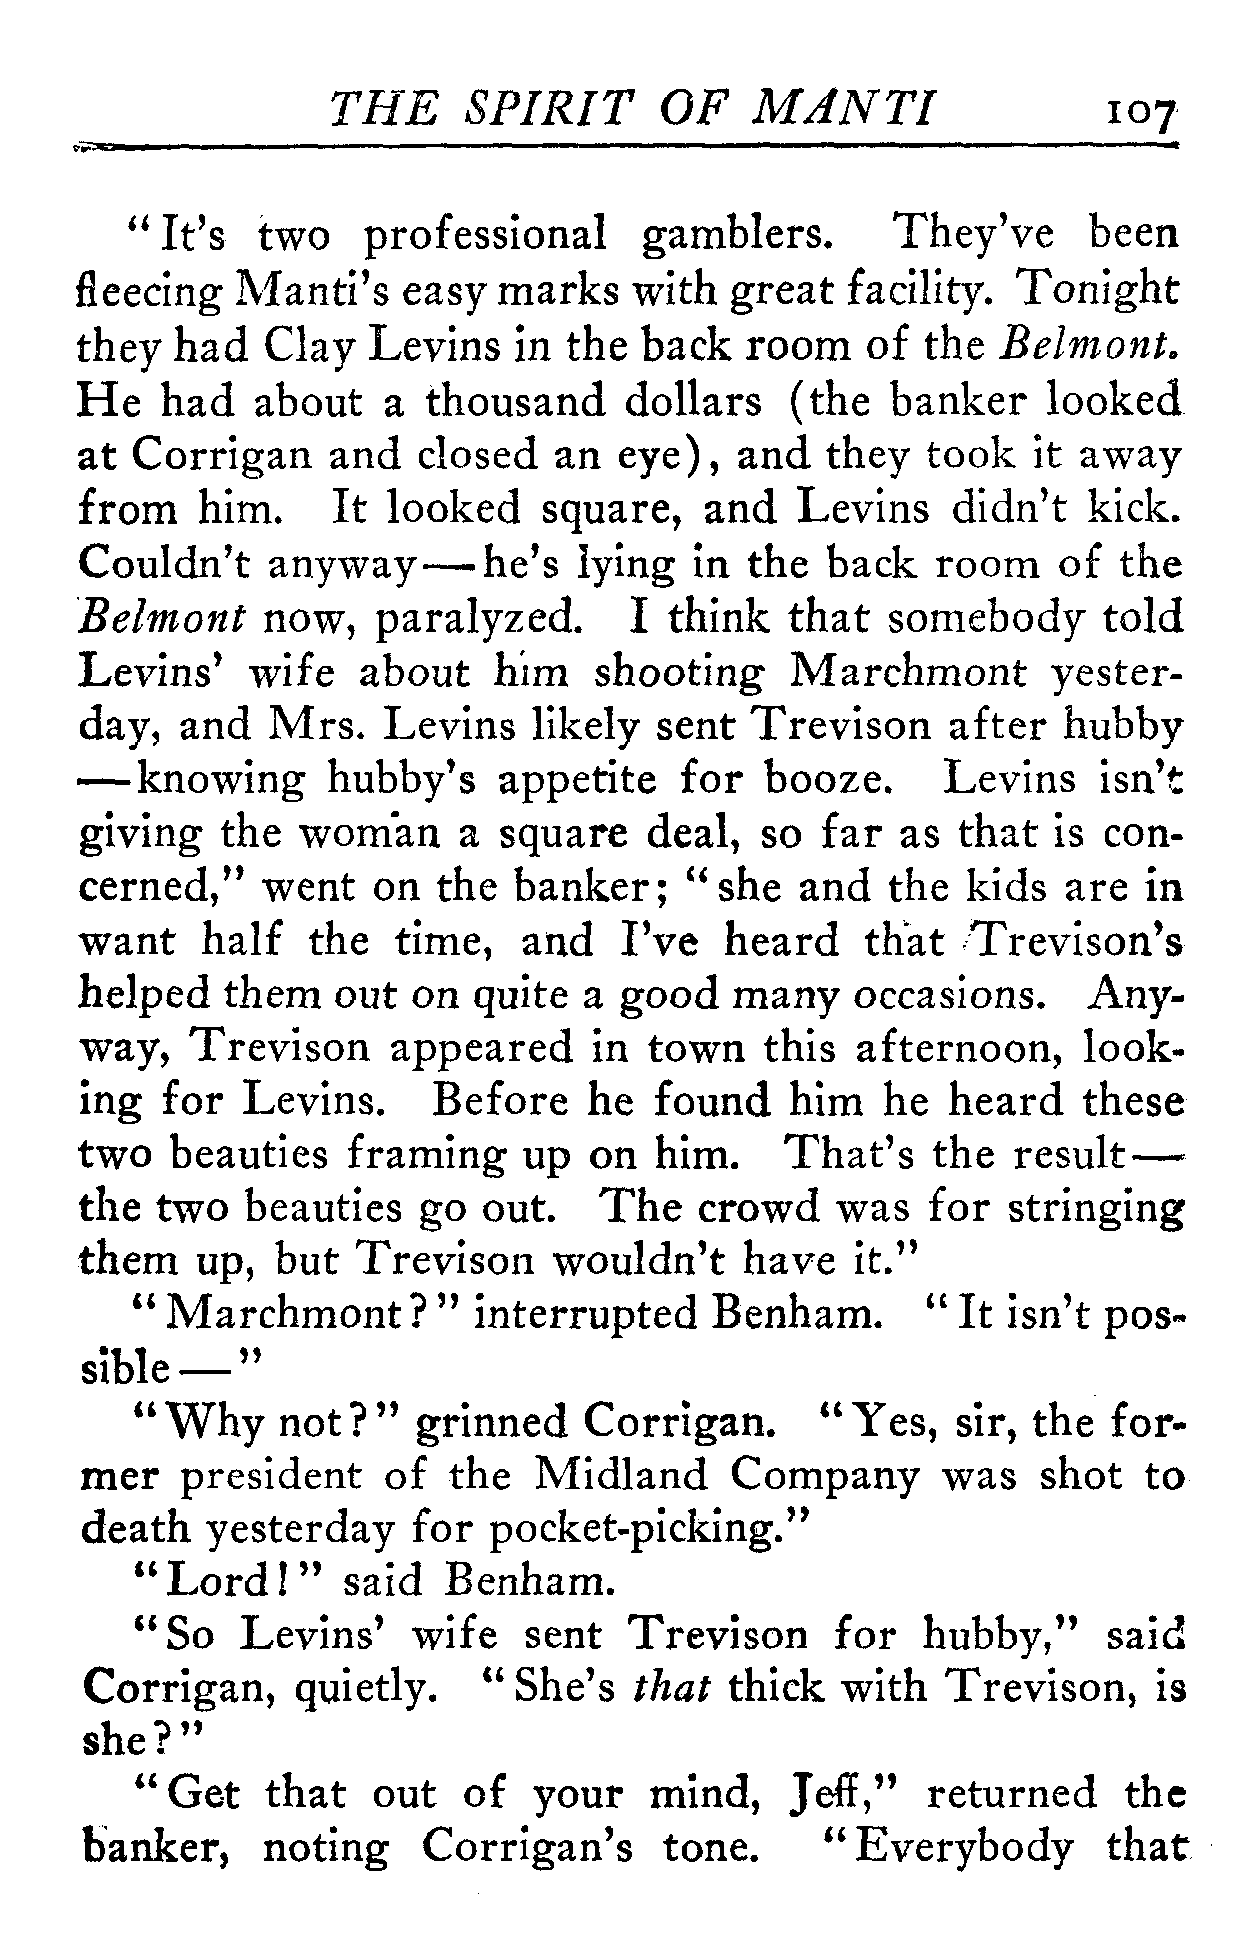 THE SPIRIT OF MANTI 107
"It's two professional gamblers. They've been
fleecing Manti's easy marks with great facility. Tonight
they had Clay Levins in the back room of the Belmont.
He had about a thousand dollars (the banker looked
at Corrigan and closed an eye), and they took it away
from him. It looked square, and Levins didn't kick.
Couldn't anyway—he's lying in the back room of the
Belmont now, paralyzed. I think that somebody told
Levins' wife about him shooting Marchmont yester-
day, and Mrs. Levins likely sent Trevison after hubby
—knowing hubby's appetite for booze. Levins isn't
giving the woman a square deal, so far as that is con-
cerned," went on the banker; "she and the kids are in
want half the time, and I've heard that Trevison's
helped them out on quite a good many occasions. Any-
way, Trevison appeared in town this afternoon, look-
ing for Levins. Before he found him he heard these
two beauties framing up on him. That's the result—
the two beauties go out. The crowd was for stringing
them up, but Trevison wouldn't have it."
"Marchmont?" interrupted Benham. "It isn't pos-
sible—"
"Why not?" grinned Corrigan. "Yes, sir, the for-
mer president of the Midland Company was shot to
death yesterday for pocket-picking."
"Lord!" said Benham.
"So Levins' wife sent Trevison for hubby," said
Corrigan, quietly. "She's that thick with Trevison, is
she?"
"Get that out of your mind, Jeff," returned the
banker, noting Corrigan's tone. "Everybody that